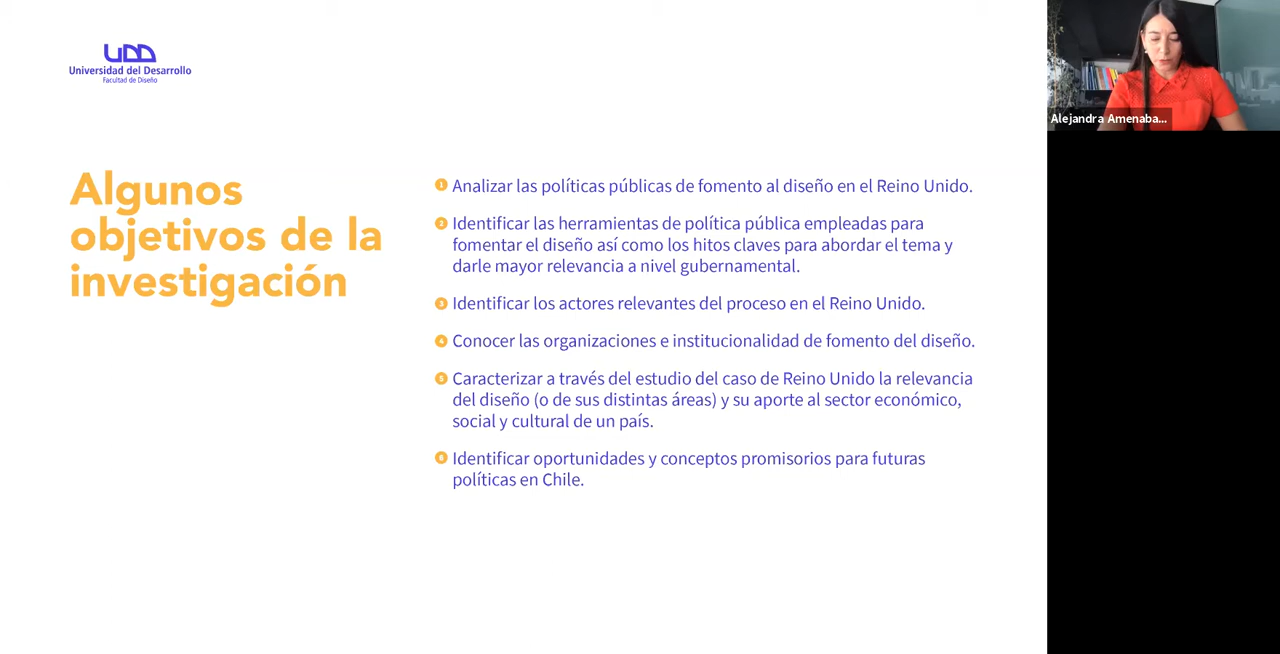 UDD
Universidad del Desarrollo
Facultad de Diseño
Algunos
objetivos de la
investigación
1 Analizar las políticas públicas de fomento al diseño en el Reino Unido.
2 Identificar las herramientas de política pública empleadas para
fomentar el diseño así como los hitos claves para abordar el tema y
darle mayor relevancia a nivel gubernamental.
3 Identificar los actores relevantes del proceso en el Reino Unido.
4 Conocer las organizaciones e institucionalidad de fomento del diseño.
5 Caracterizar a través del estudio del caso de Reino Unido la relevancia
del diseño (o de sus distintas áreas) y su aporte al sector económico,
social y cultural de un país.
6 Identificar oportunidades y conceptos promisorios para futuras
políticas en Chile.
Alejandra Amenaba...